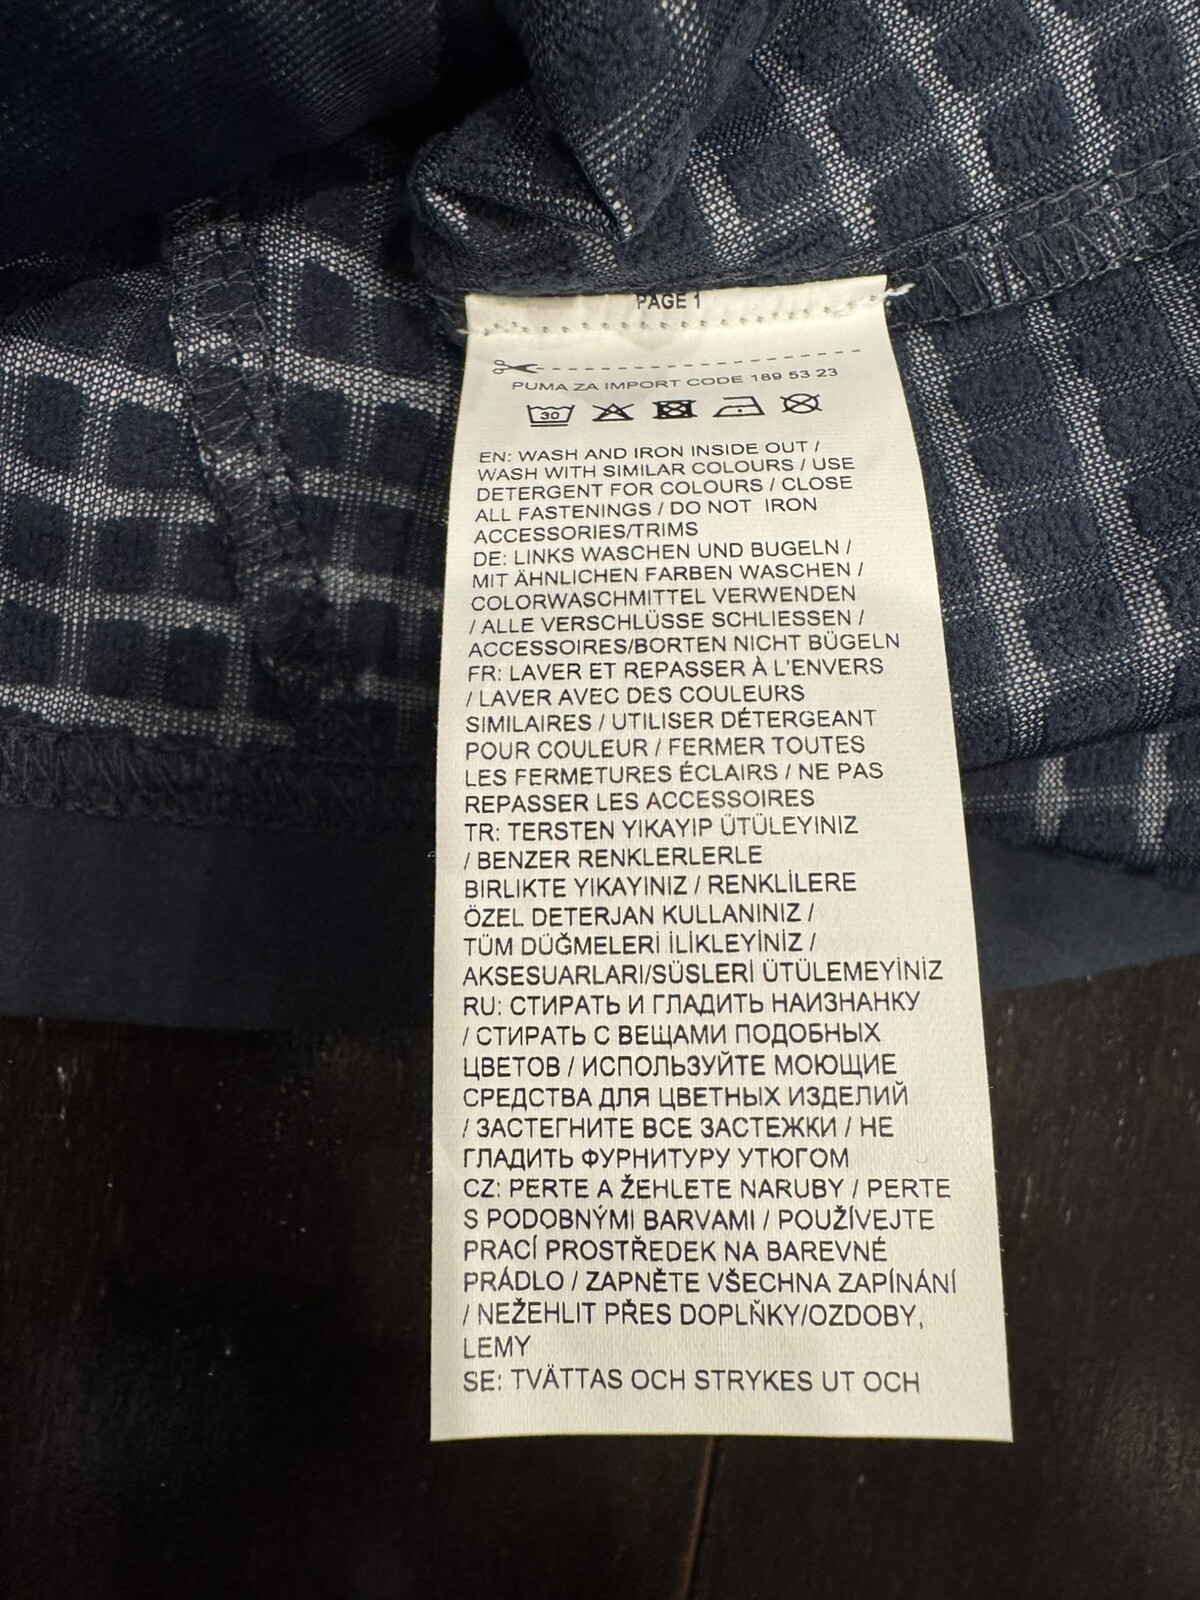 PAGE 1
PUMA ZA IMPORT CODE 189 53 23
30
EN: WASH AND IRON INSIDE OUT /
WASH WITH SIMILAR COLOURS / USE
DETERGENT FOR COLOURS / CLOSE
ALL FASTENINGS / DO NOT IRON
ACCESSORIES/TRIMS
DE: LINKS WASCHEN UND BUGELN /
MIT ÄHNLICHEN FARBEN WASCHEN /
COLORWASCHMITTEL VERWENDEN
/ ALLE VERSCHLÜSSE SCHLIESSEN /
ACCESSOIRES/BORTEN NICHT BÜGELN
FR: LAVER ET REPASSER À L'ENVERS
/ LAVER AVEC DES COULEURS
SIMILAIRES / UTILISER DÉTERGEANT
POUR COULEUR / FERMER TOUTES
LES FERMETURES ÉCLAIRS / NE PAS
REPASSER LES ACCESSOIRES
TR: TERSTEN YIKAYIP ÜTÜLEYINIZ
/ BENZER RENKLERLERLE
BIRLIKTE YIKAYINIZ / RENKLİLERE
ÖZEL DETERJAN KULLANINIZ /
TÜM DÜĞMELERİ İLİKLEYİNİZ /
AKSESUARLARI/SÜSLERİ ÜTÜLEMEYİNİZ
RU: СТИРАТЬ И ГЛАДИТЬ НАИЗНАНКУ
/ СТИРАТЬ С ВЕЩАМИ ПОДОБНЫХ
ЦВЕТОВ / ИСПОЛЬЗУЙТЕ МОЮЩИЕ
СРЕДСТВА ДЛЯ ЦВЕТНЫХ ИЗДЕЛИЙ
/ ЗАСТЕГНИТЕ ВСЕ ЗАСТЕЖКИ / НЕ
ГЛАДИТЬ ФУРНИТУРУ УТЮГОМ
CZ: PERTE A ŽEHLETE NARUBY / PERTE
S PODOBNÝMI BARVAMI / POUŽÍVEJTE
PRACÍ PROSTŘEDEK NA BAREVNÉ
PRÁDLO / ZAPNĚTE VŠECHNA ZAPÍNÁNÍ
/ NEŽEHLIT PŘES DOPLŇKY/OZDOBY,
LEMY
SE: TVÄTTAS OCH STRYKES UT OCH